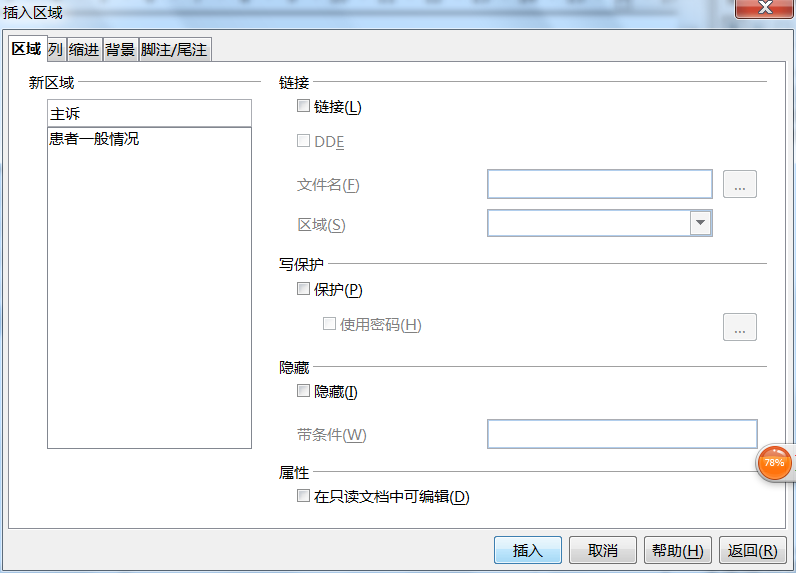 插入区域
区域 列 缩进 背景 脚注/尾注
新区域
主诉
患者一般情况
链接
链接(L)
DDE
文件名(F)
...
区域(S)
写保护
保护(P)
使用密码(H)
...
隐藏
隐藏(I)
带条件(W)
78%
属性
在只读文档中可编辑(D)
插入 取消 帮助(H) 返回(R)